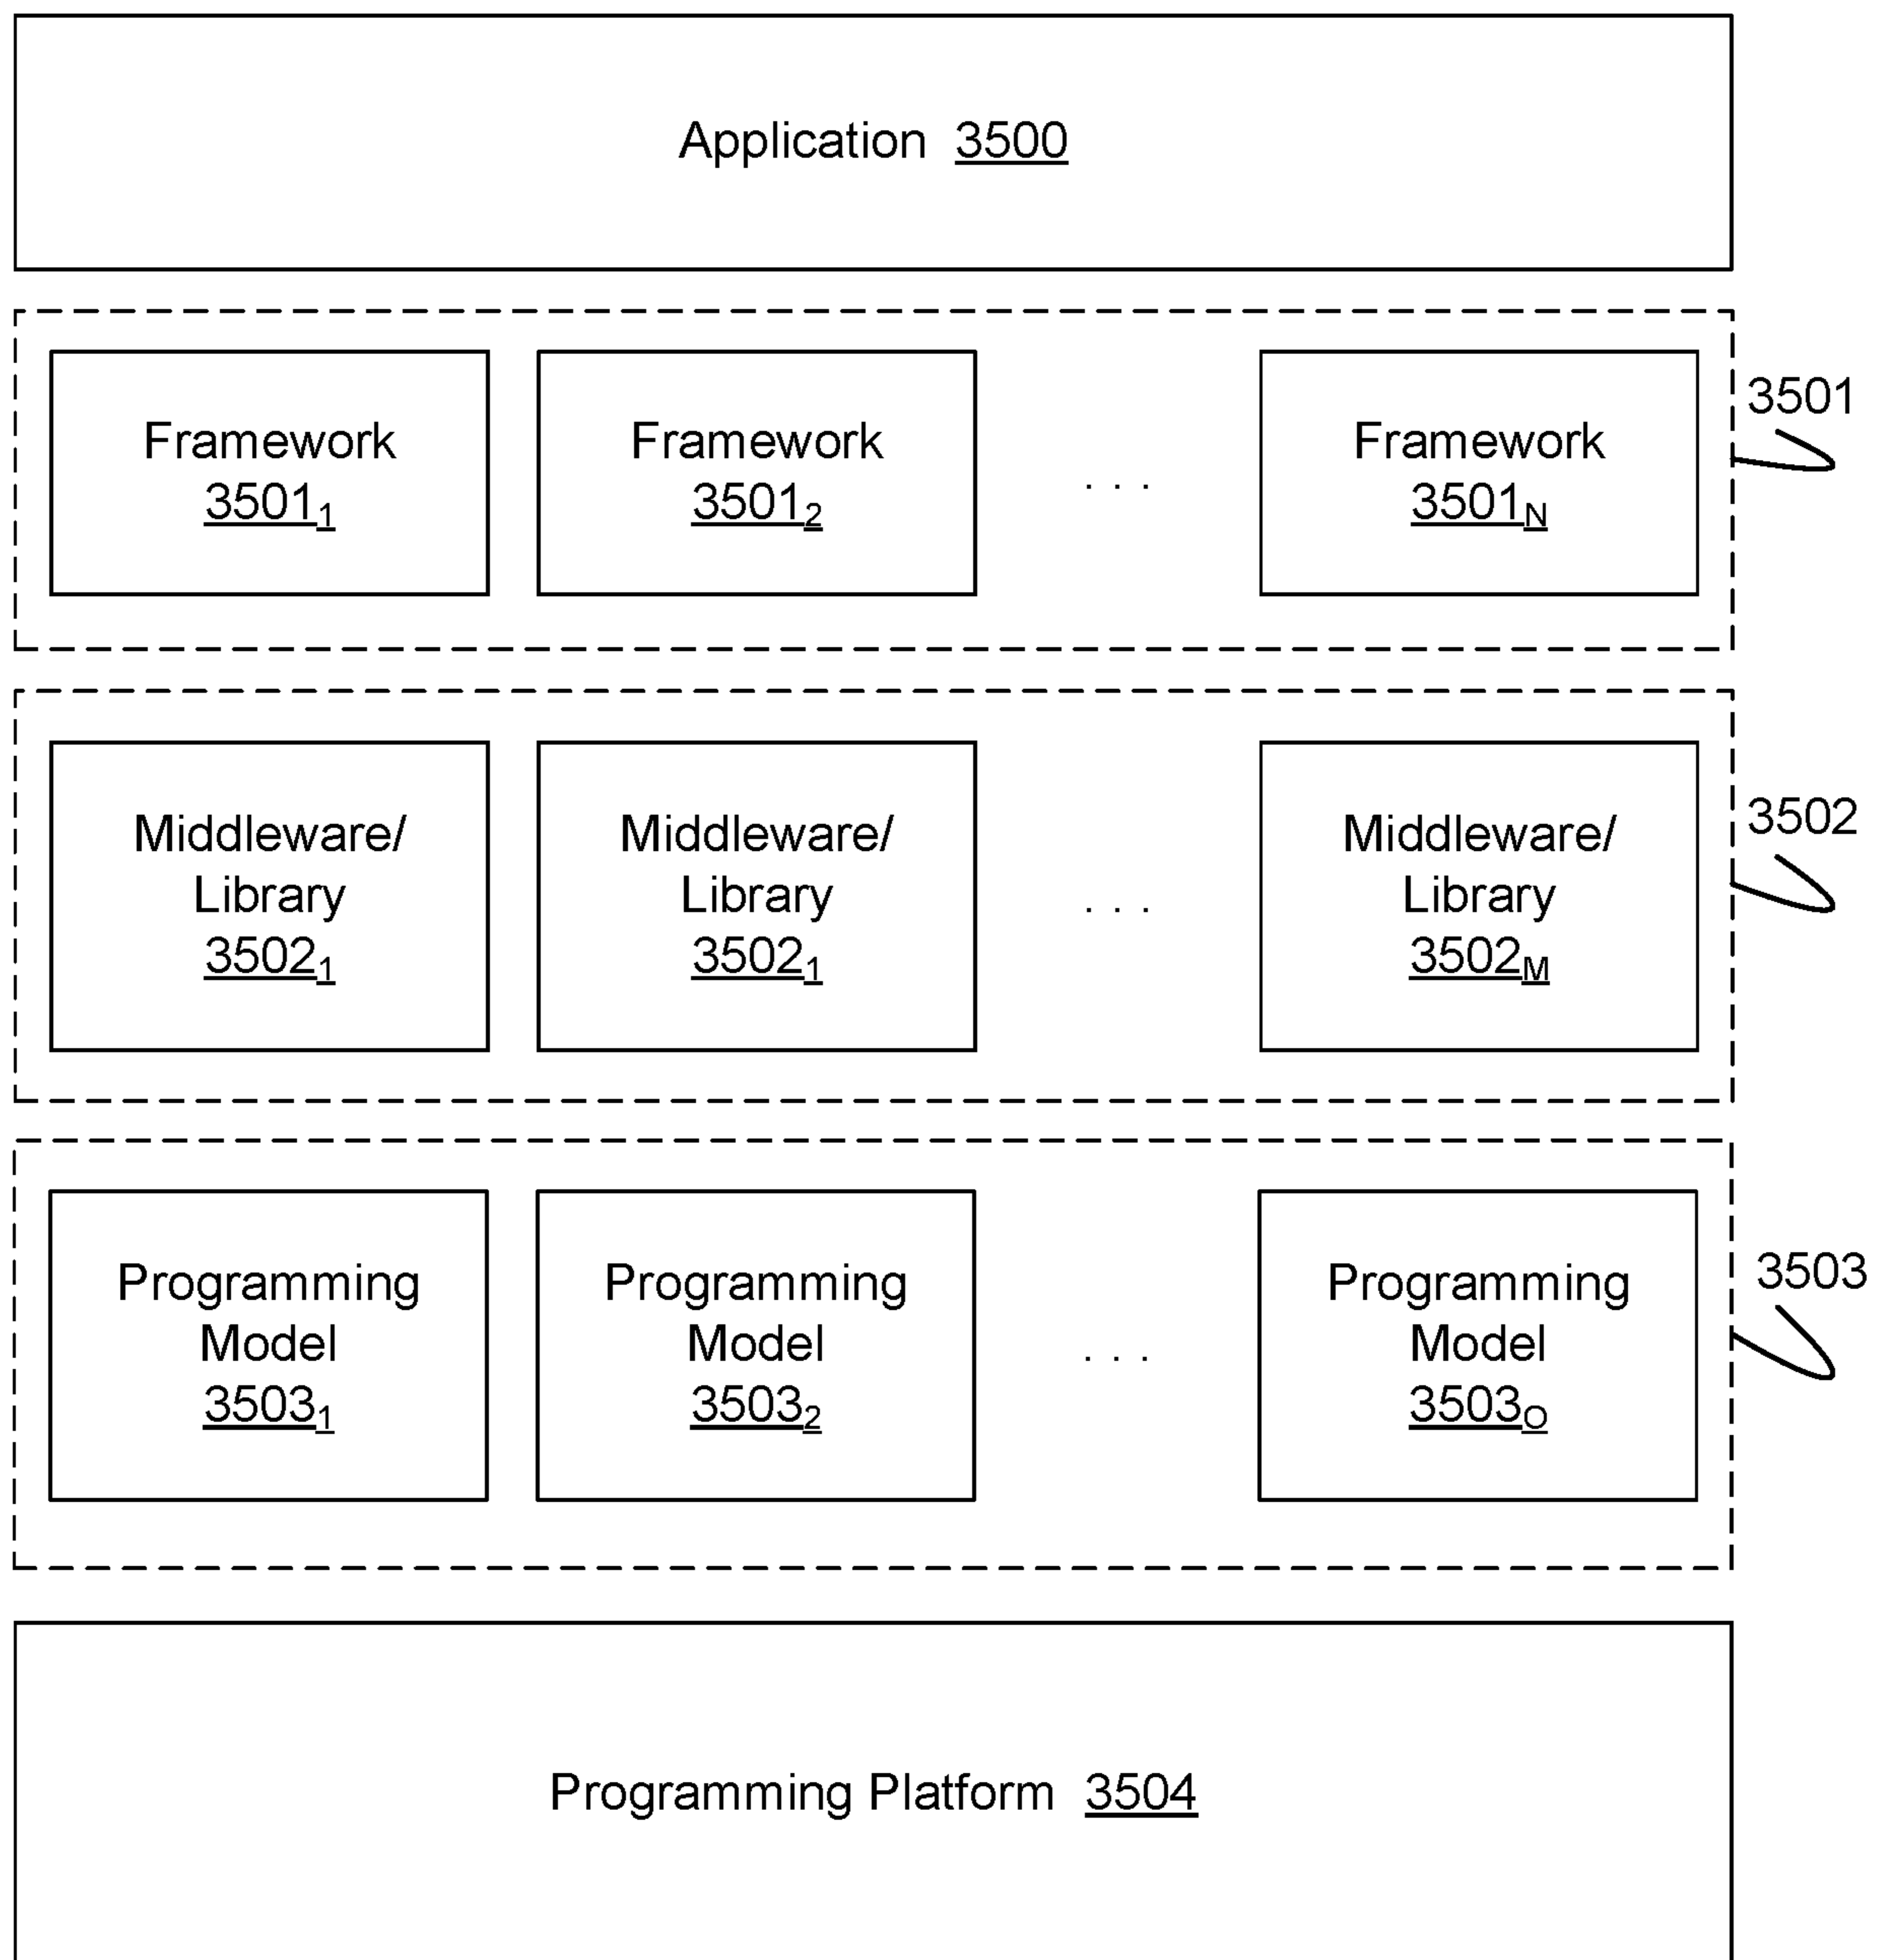 Application 3500
Framework
3501₁
Framework
3501₂
. . .
Framework
3501N
3501
Middleware/
Library
3502₁
Middleware/
Library
3502₁
. . .
Middleware/
Library
3502M
3502
Programming
Model
3503₁
Programming
Model
3503₂
. . .
Programming
Model
3503O
3503
Programming Platform 3504